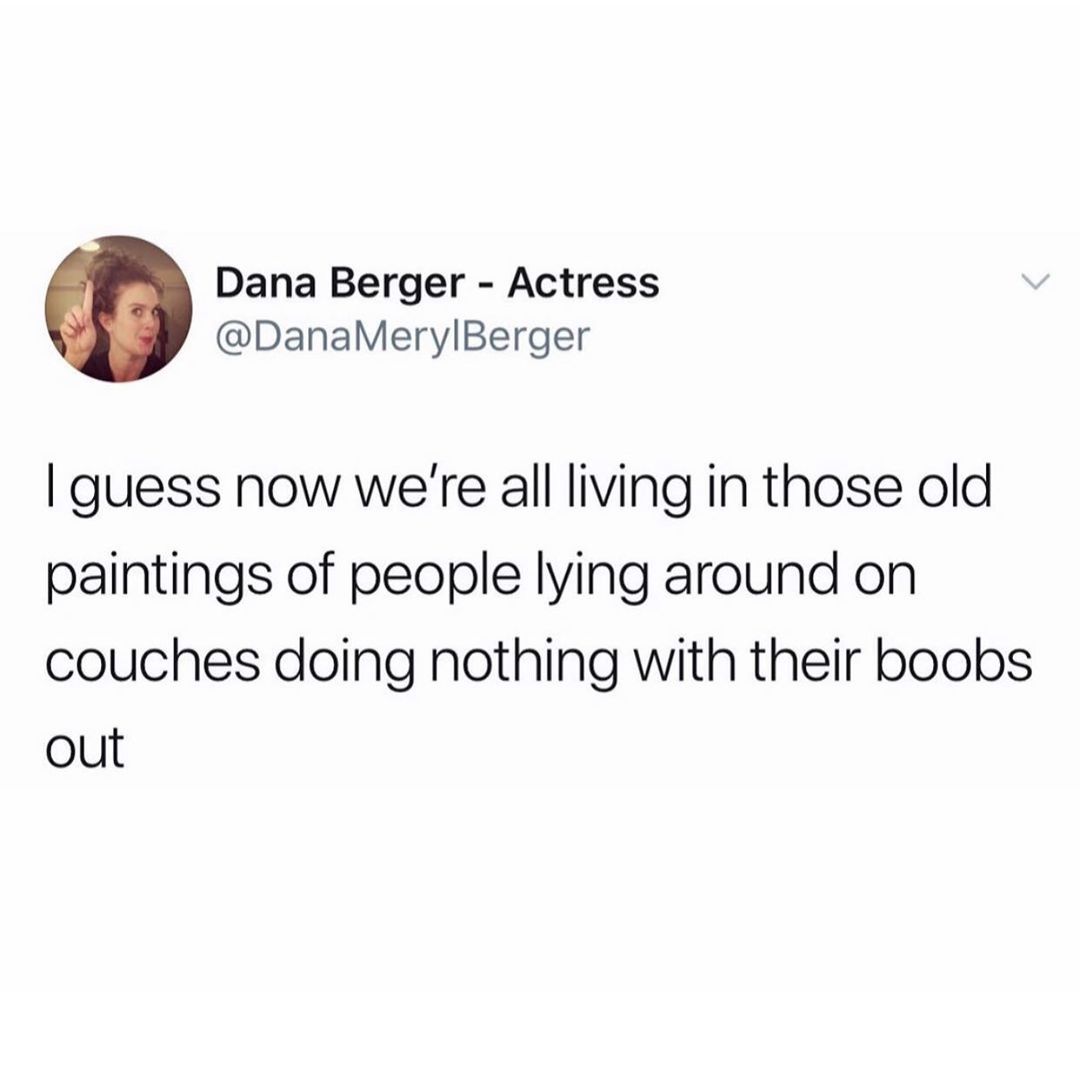 Dana Berger - Actress
@DanaMerylBerger
I guess now we're all living in those old
paintings of people lying around on
couches doing nothing with their boobs
out